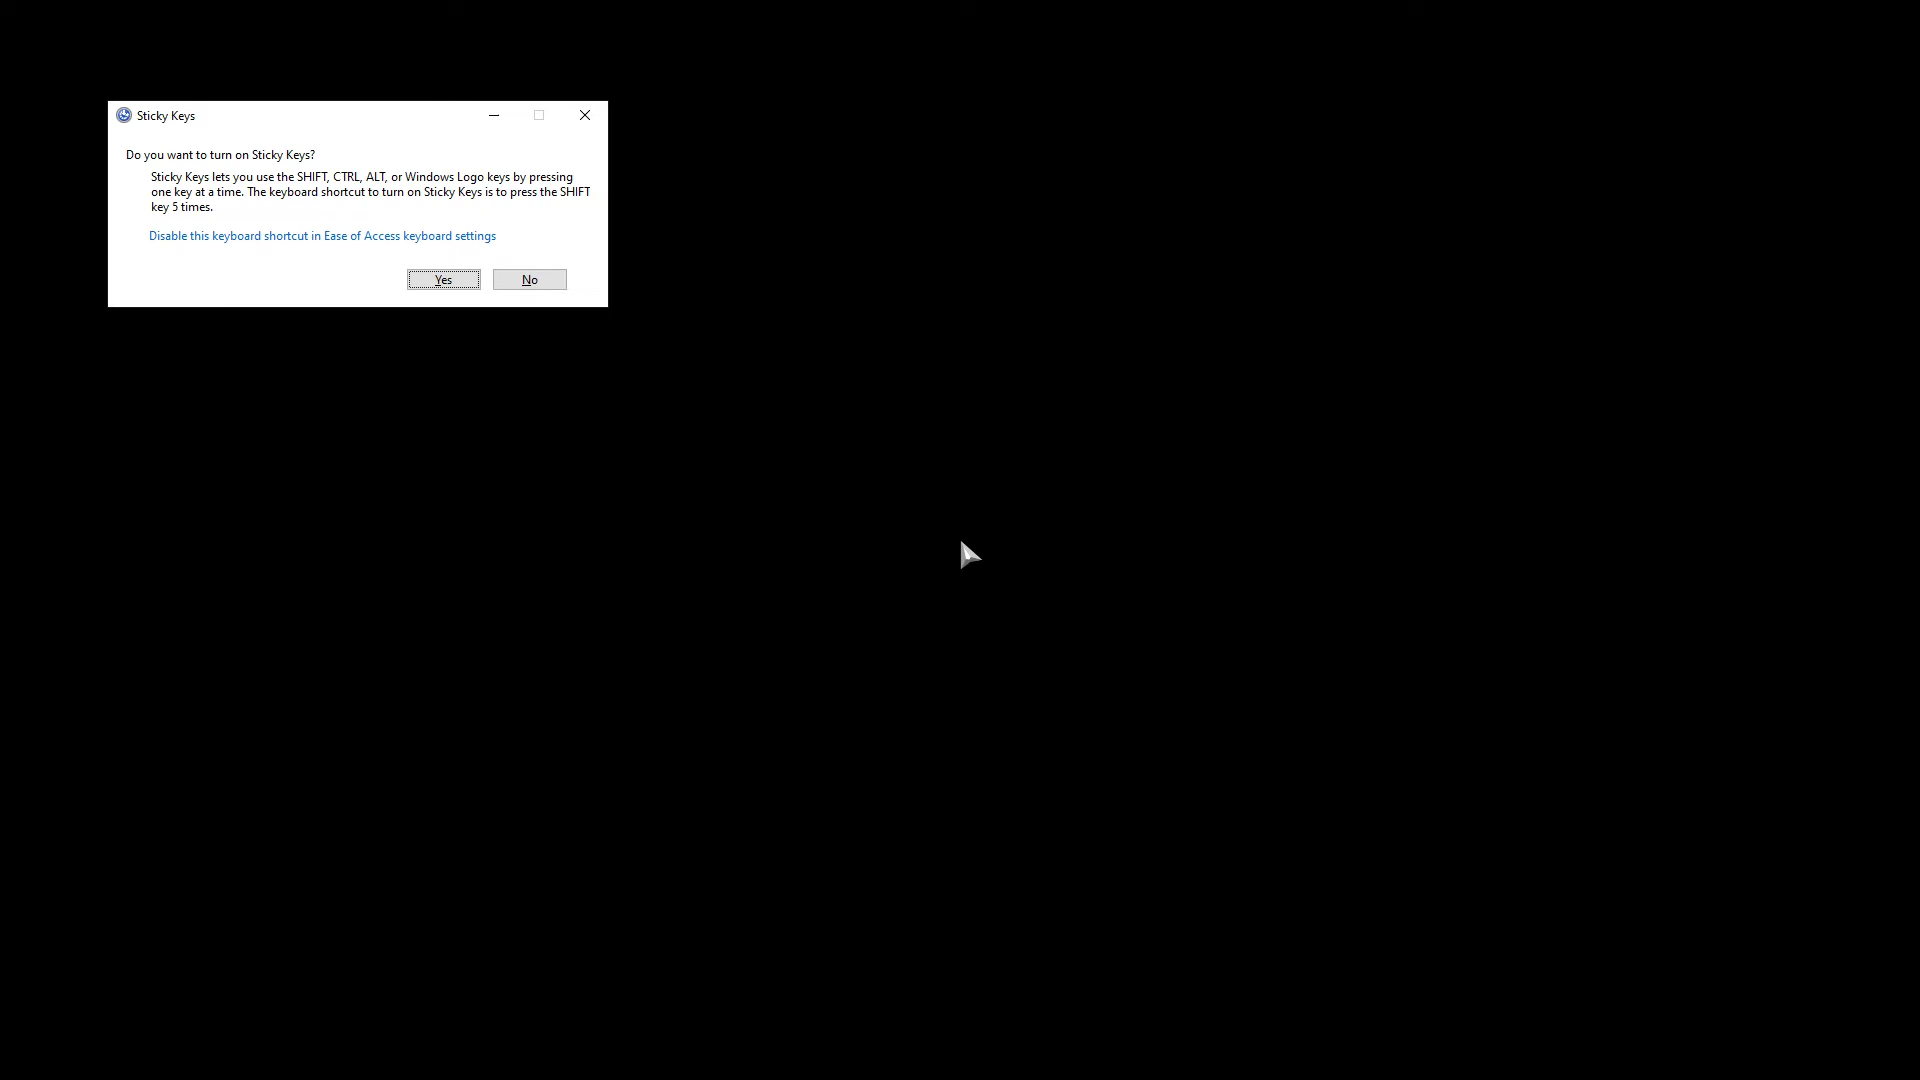 Sticky Keys
Do you want to turn on Sticky Keys?
Sticky Keys lets you use the SHIFT, CTRL, ALT, or Windows Logo keys by pressing
one key at a time. The keyboard shortcut to turn on Sticky Keys is to press the SHIFT
key 5 times.
Disable this keyboard shortcut in Ease of Access keyboard settings
Yes
No